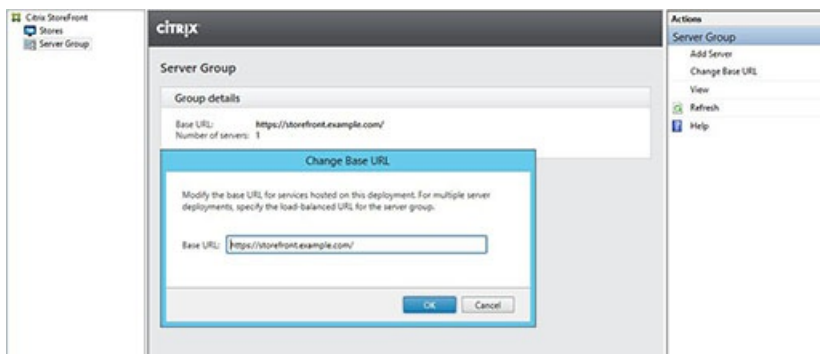 Citrix StoreFront
Stores
Server Group
CITRIX
Server Group
Group details
Base URL: https://storefront.example.com/
Number of servers: 1
Change Base URL
Modify the base URL for services hosted on this deployment. For multiple server
deployments, specify the load-balanced URL for the server group.
Base URL: https://storefront.example.com/
OK Cancel
Actions
Server Group
Add Server
Change Base URL
View
Refresh
Help